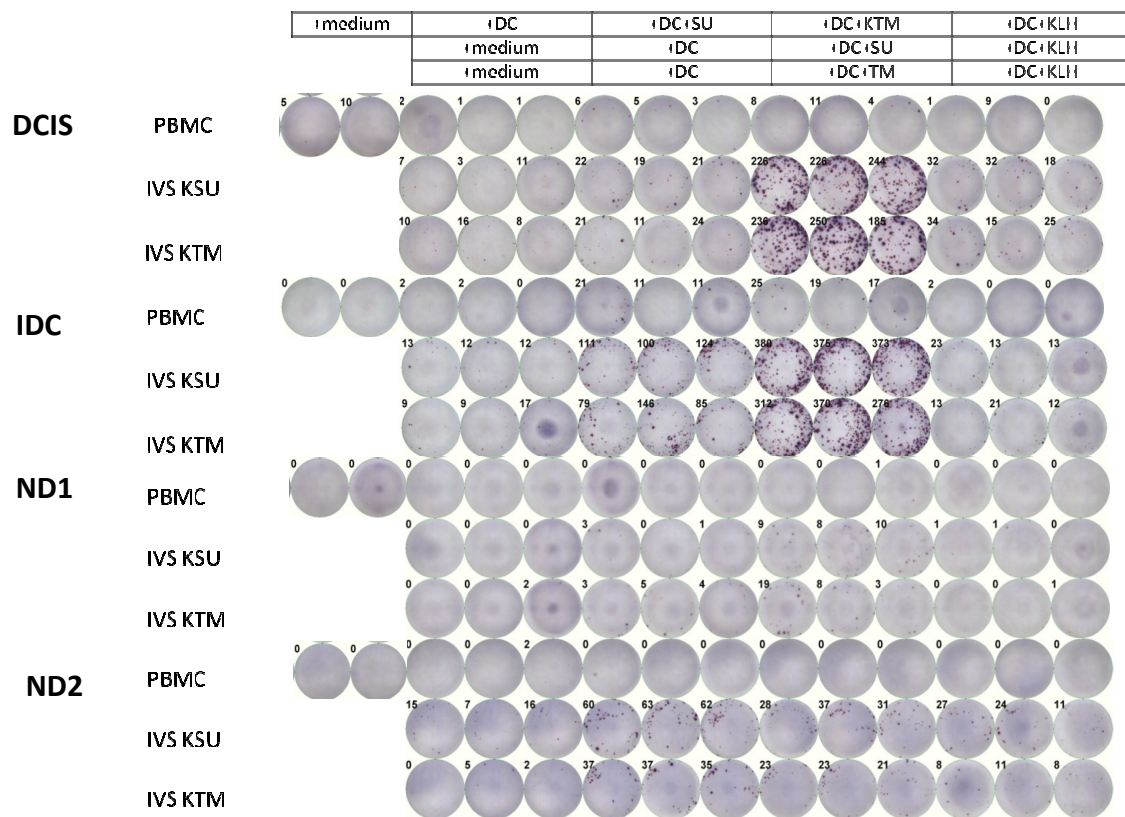 +medium +DC +DC+SU +DC+KTM +DC+KLH
+medium +DC +DC+SU +DC+KLH
+medium +DC +DC+TM +DC+KLH
DCIS PBMC 5 10 2 1 1 6 5 3 8 11 4 1 9 0
IVS KSU 7 3 11 22 19 21 226 226 244 32 32 18
IVS KTM 10 16 8 21 11 24 236 250 185 34 15 25
IDC PBMC 0 0 2 2 0 21 11 11 25 19 17 2 0 0
IVS KSU 13 12 12 111 100 124 380 375 373 23 13 13
IVS KTM 9 9 17 79 146 85 312 370 276 13 21 12
ND1 PBMC 0 0 0 0 0 0 0 0 0 0 1 0 0 0
IVS KSU 0 0 0 3 0 1 9 8 10 1 1 0
IVS KTM 0 0 2 3 5 4 19 8 3 0 0 1
ND2 PBMC 0 0 0 0 2 0 0 0 0 0 0 0 0 0
IVS KSU 15 7 16 60 63 62 28 37 31 27 24 11
IVS KTM 0 5 2 37 37 35 23 23 21 8 11 8